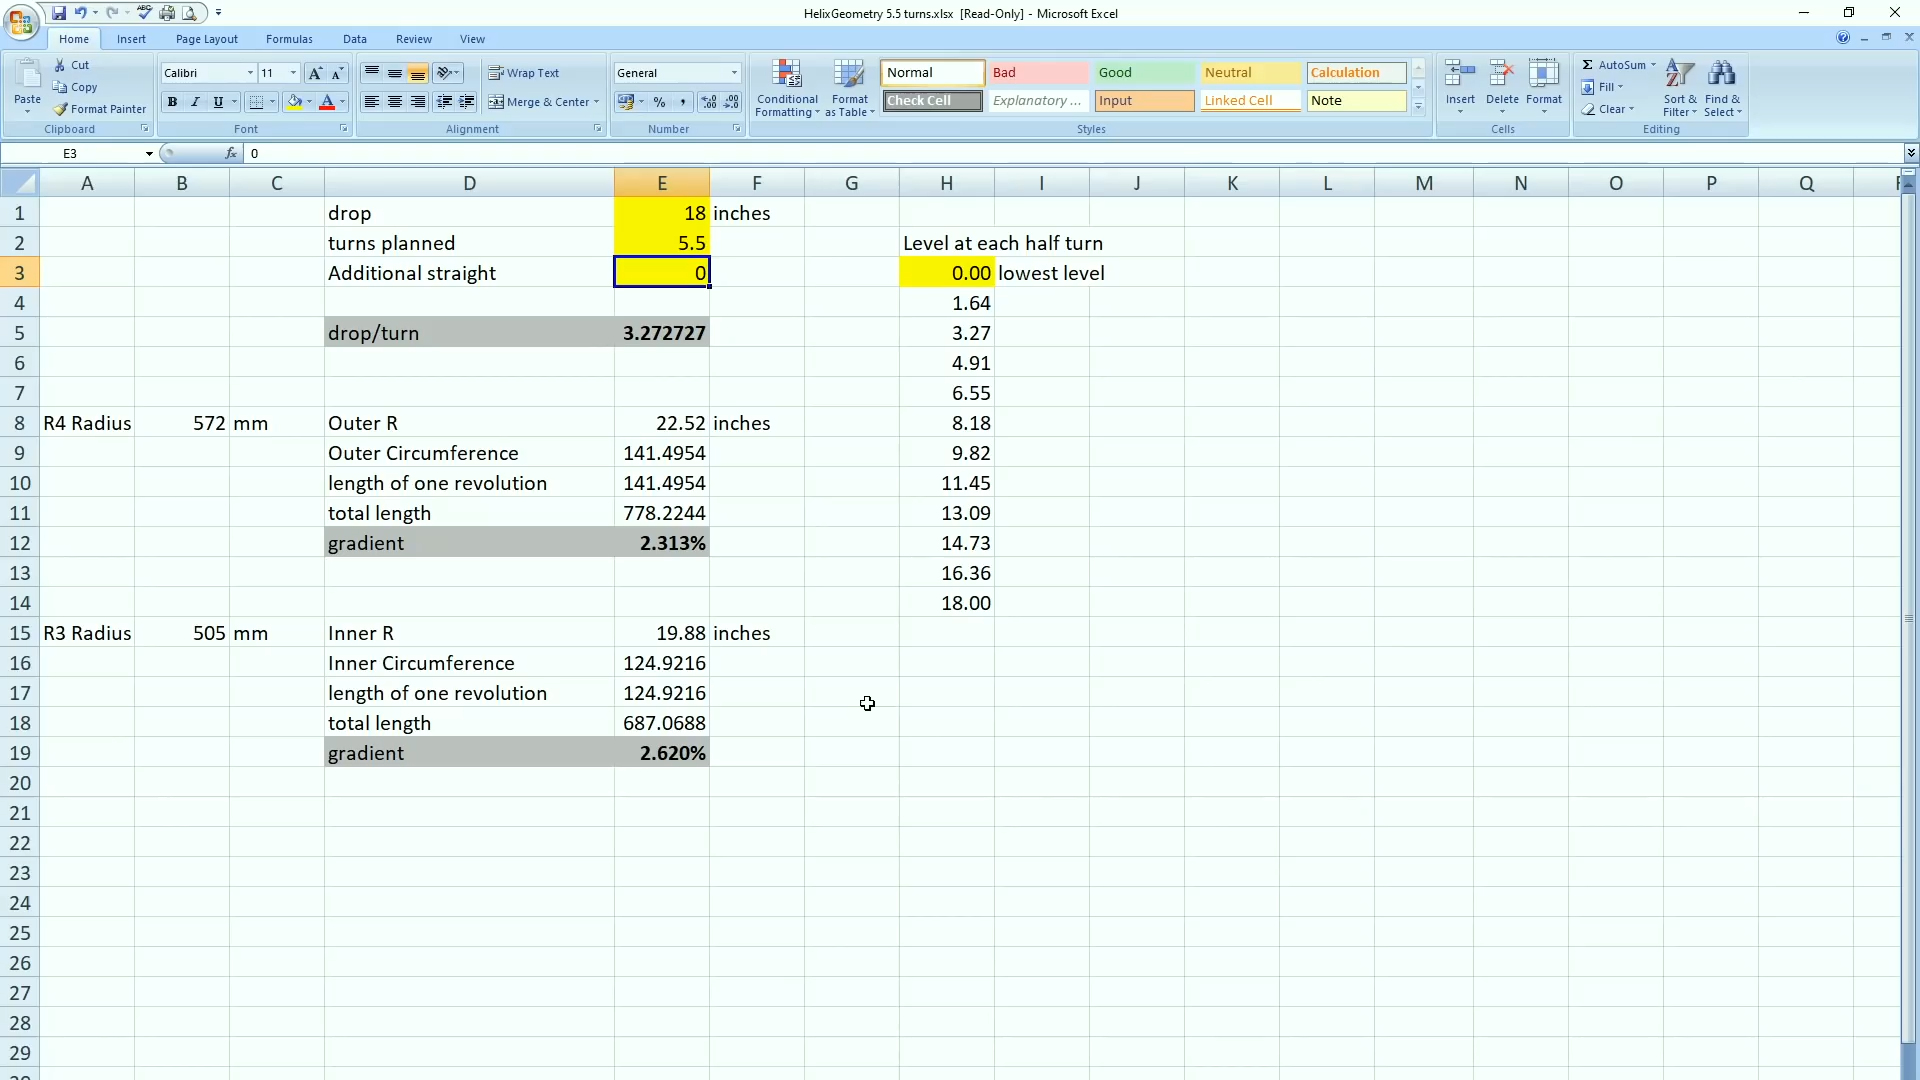 HelixGeometry 5.5 turns.xlsx [Read-Only] - Microsoft Excel
Home Insert Page Layout Formulas Data Review View
Paste Cut Copy Format Painter Clipboard
Calibri 11 A A B I U A Font
Wrap Text Merge & Center Alignment
General % , Number
Conditional Formatting Format as Table
Normal Bad Good Neutral Calculation
Check Cell Explanatory ... Input Linked Cell Note
Styles
Insert Delete Format Cells
Σ AutoSum Fill Clear Sort & Filter Find & Select Editing
E3 fx 0
A B C D E F G H I J K L M N O P Q
1 drop 18 inches
2 turns planned 5.5 Level at each half turn
3 Additional straight 0 0.00 lowest level
4 1.64
5 drop/turn 3.272727 3.27
6 4.91
7 6.55
8 R4 Radius 572 mm Outer R 22.52 inches 8.18
9 Outer Circumference 141.4954 9.82
10 length of one revolution 141.4954 11.45
11 total length 778.2244 13.09
12 gradient 2.313% 14.73
13 16.36
14 18.00
15 R3 Radius 505 mm Inner R 19.88 inches
16 Inner Circumference 124.9216
17 length of one revolution 124.9216
18 total length 687.0688
19 gradient 2.620%
20
21
22
23
24
25
26
27
28
29